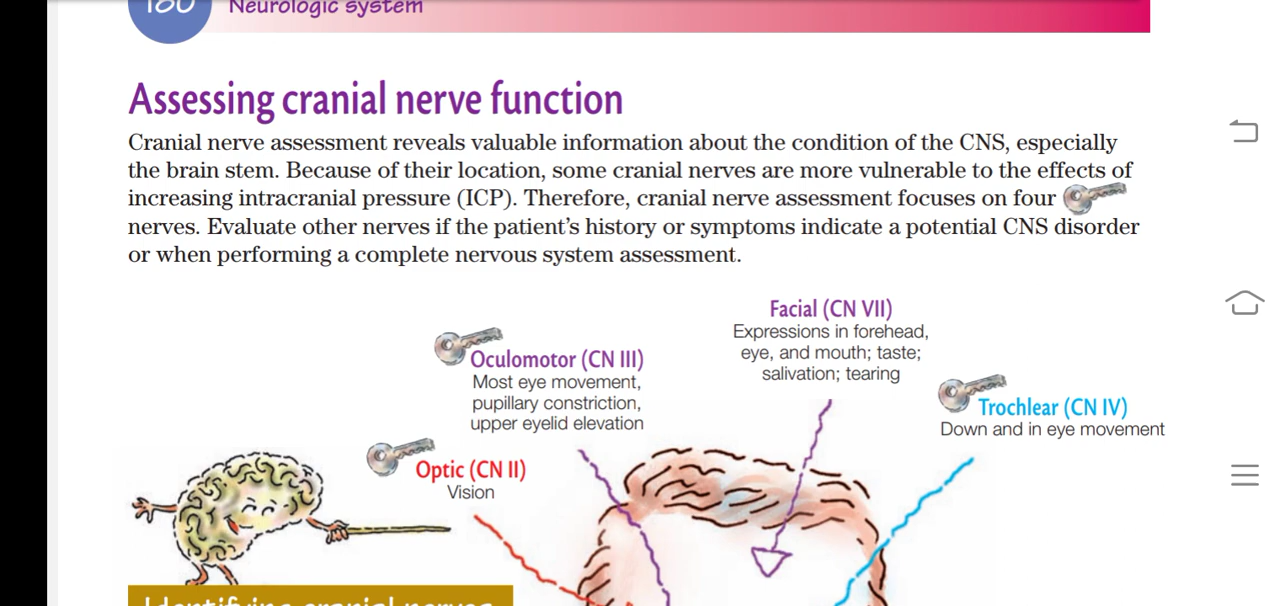 180 Neurologic system
Assessing cranial nerve function
Cranial nerve assessment reveals valuable information about the condition of the CNS, especially
the brain stem. Because of their location, some cranial nerves are more vulnerable to the effects of
increasing intracranial pressure (ICP). Therefore, cranial nerve assessment focuses on four
nerves. Evaluate other nerves if the patient’s history or symptoms indicate a potential CNS disorder
or when performing a complete nervous system assessment.
Facial (CN VII)
Expressions in forehead,
eye, and mouth; taste;
salivation; tearing
Oculomotor (CN III)
Most eye movement,
pupillary constriction,
upper eyelid elevation
Trochlear (CN IV)
Down and in eye movement
Optic (CN II)
Vision
Identifying cranial nerves